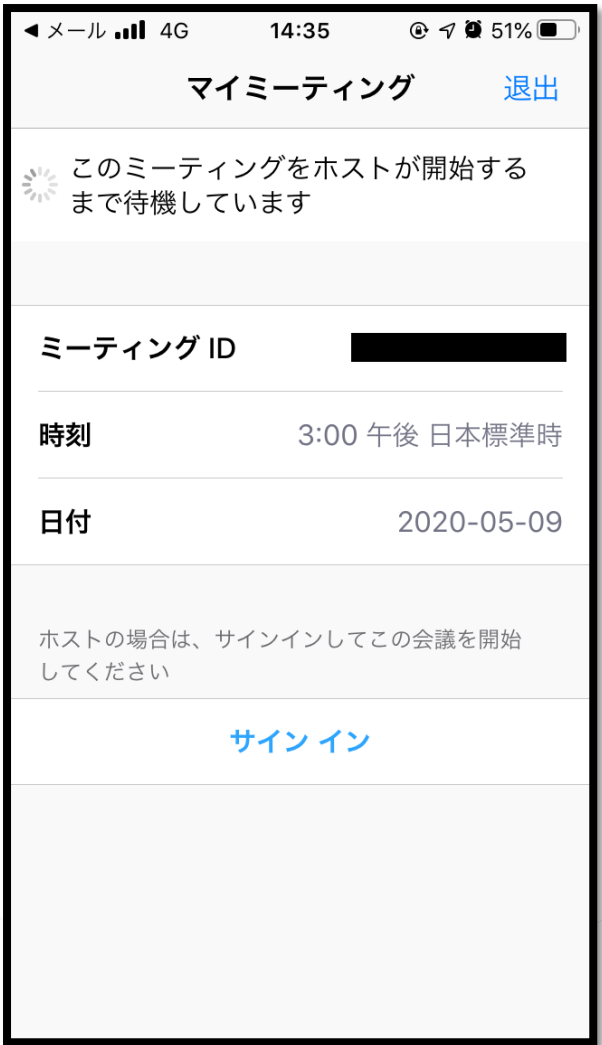 ◀ メール 4G 14:35 51%
マイミーティング 退出
このミーティングをホストが開始する
まで待機しています
ミーティング ID
時刻 3:00 午後 日本標準時
日付 2020-05-09
ホストの場合は、サインインしてこの会議を開始
してください
サイン イン